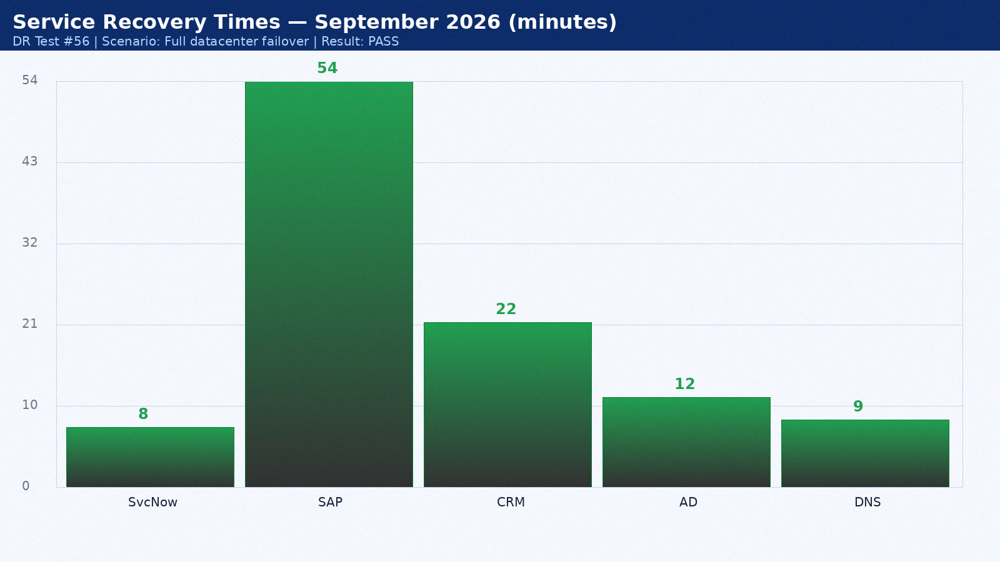 Service Recovery Times — September 2026 (minutes)
DR Test #56 | Scenario: Full datacenter failover | Result: PASS
54
43
32
21
10
0
8
54
22
12
9
SvcNow
SAP
CRM
AD
DNS